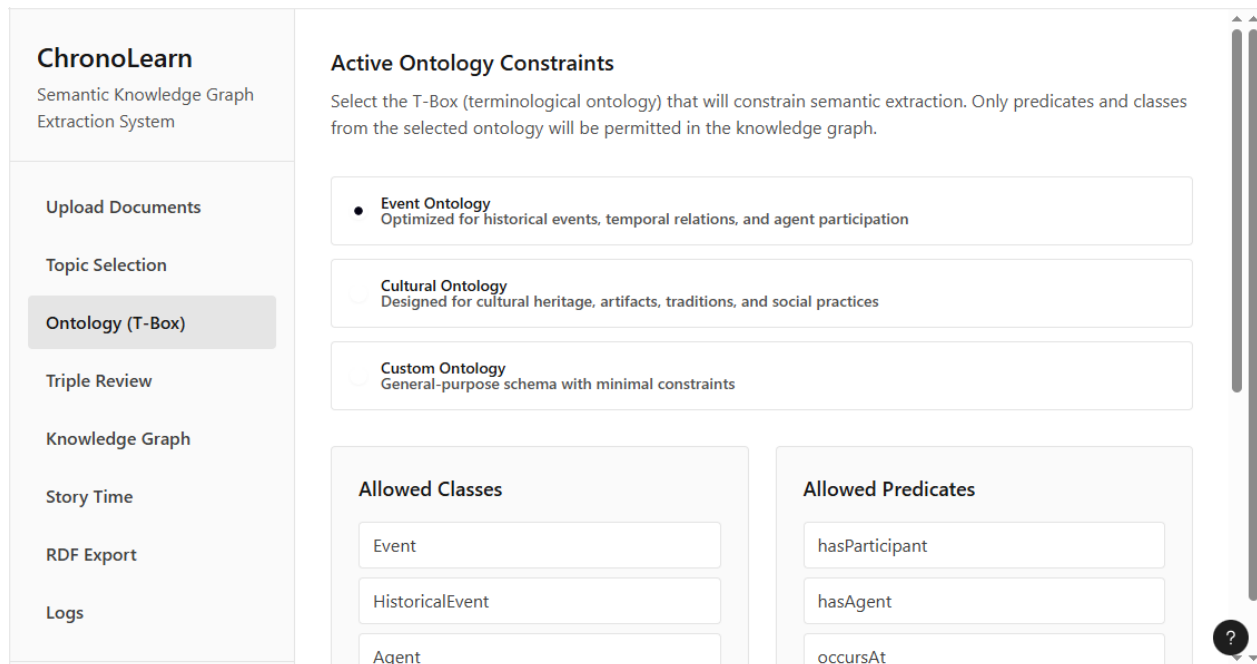 ChronoLearn
Semantic Knowledge Graph
Extraction System
Upload Documents
Topic Selection
Ontology (T-Box)
Triple Review
Knowledge Graph
Story Time
RDF Export
Logs
Active Ontology Constraints
Select the T-Box (terminological ontology) that will constrain semantic extraction. Only predicates and classes
from the selected ontology will be permitted in the knowledge graph.
Event Ontology
Optimized for historical events, temporal relations, and agent participation
Cultural Ontology
Designed for cultural heritage, artifacts, traditions, and social practices
Custom Ontology
General-purpose schema with minimal constraints
Allowed Classes
Event
HistoricalEvent
Agent
Allowed Predicates
hasParticipant
hasAgent
occursAt
?